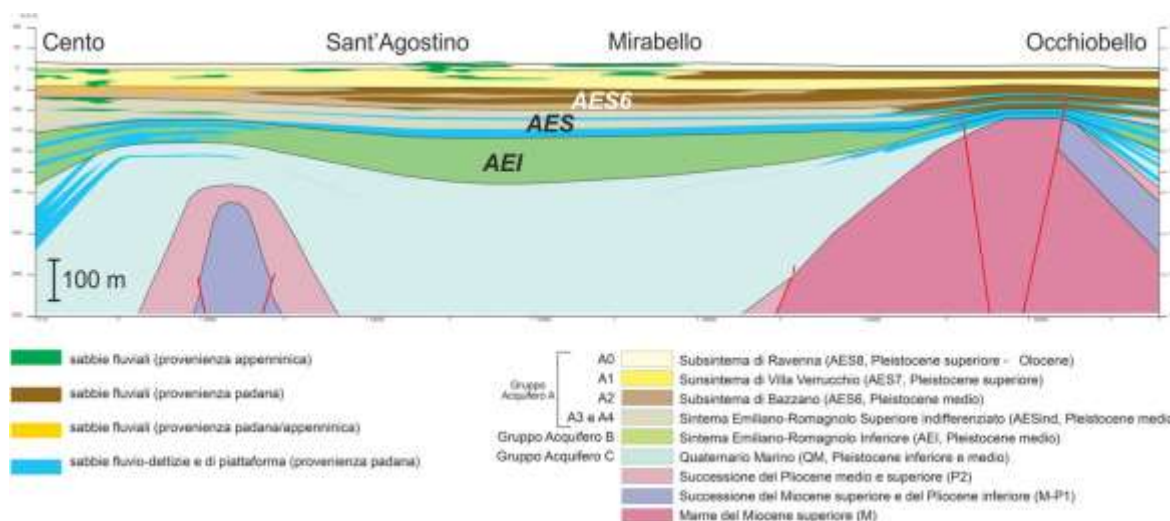 Cento
Sant'Agostino
Mirabello
Occhiobello
AES6
AES
AEI
100 m
sabbie fluviali (provenienza appenninica)
sabbie fluviali (provenienza padana)
sabbie fluviali (provenienza padana/appenninica)
sabbie fluvio-deltizie e di piattaforma (provenienza padana)
Gruppo
Acquifero A
A0 Subsintema di Ravenna (AES8, Pleistocene superiore - Olocene)
A1 Sunsintema di Villa Verrucchio (AES7, Pleistocene superiore)
A2 Subsintema di Bazzano (AES6, Pleistocene medio)
A3 e A4 Sintema Emiliano-Romagnolo Superiore indifferenziato (AESind, Pleistocene medio
Gruppo Acquifero B Sintema Emiliano-Romagnolo Inferiore (AEI, Pleistocene medio)
Gruppo Acquifero C Quaternario Marino (QM, Pleistocene inferiore e medio)
Successione del Pliocene medio e superiore (P2)
Successione del Miocene superiore e del Pliocene inferiore (M-P1)
Marne del Miocene superiore (M)